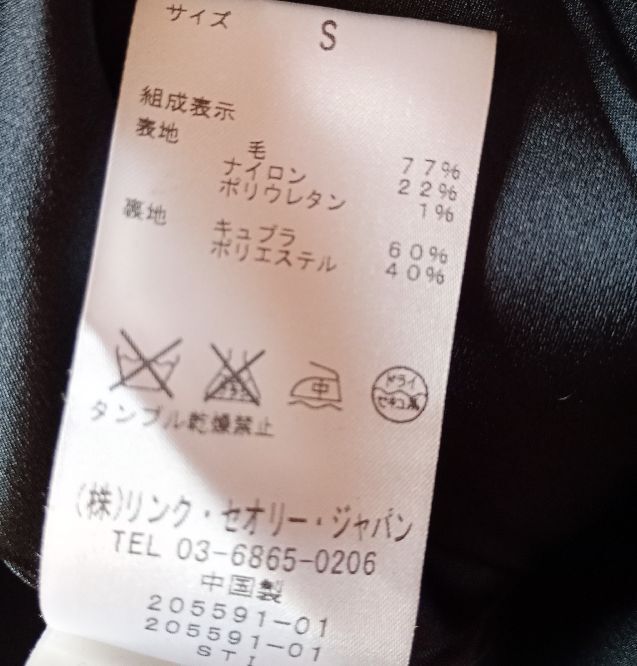 サイズ S
組成表示
表地
毛 77%
ナイロン 22%
ポリウレタン 1%
裏地
キュプラ 60%
ポリエステル 40%
中 ドライ
セキユ系
タンブル乾燥禁止
(株)リンク・セオリー・ジャパン
TEL 03-6865-0206
中国製
205591-01
205591-01
STI